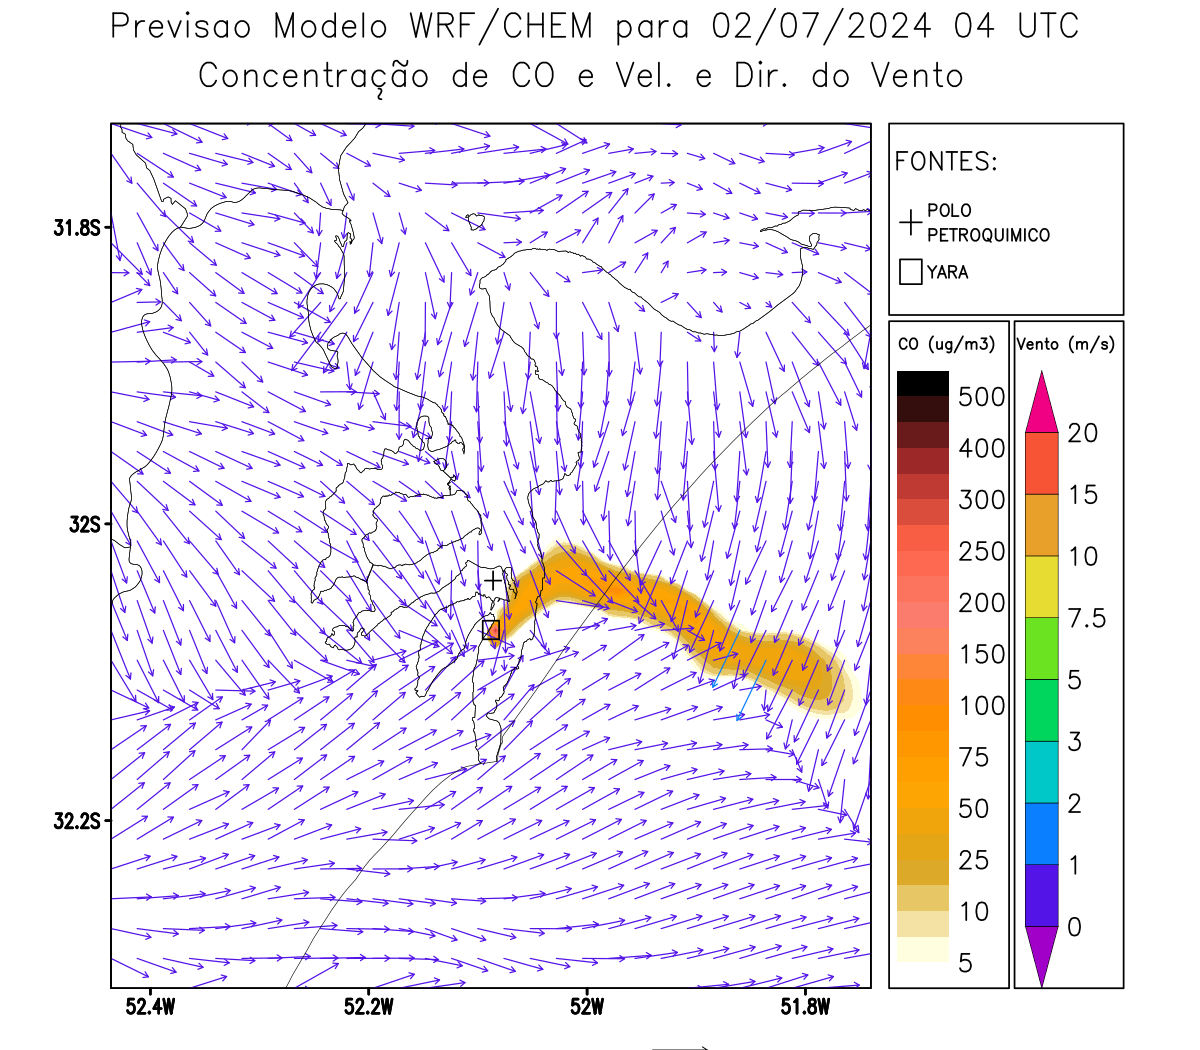 Previsao Modelo WRF/CHEM para 02/07/2024 04 UTC
Concentração de CO e Vel. e Dir. do Vento
FONTES:
POLO
PETROQUIMICO
YARA
CO (ug/m3)
500
400
300
250
200
150
100
75
50
25
10
5
Vento (m/s)
20
15
10
7.5
5
3
2
1
0
31.8S
32S
32.2S
52.4W
52.2W
52W
51.8W